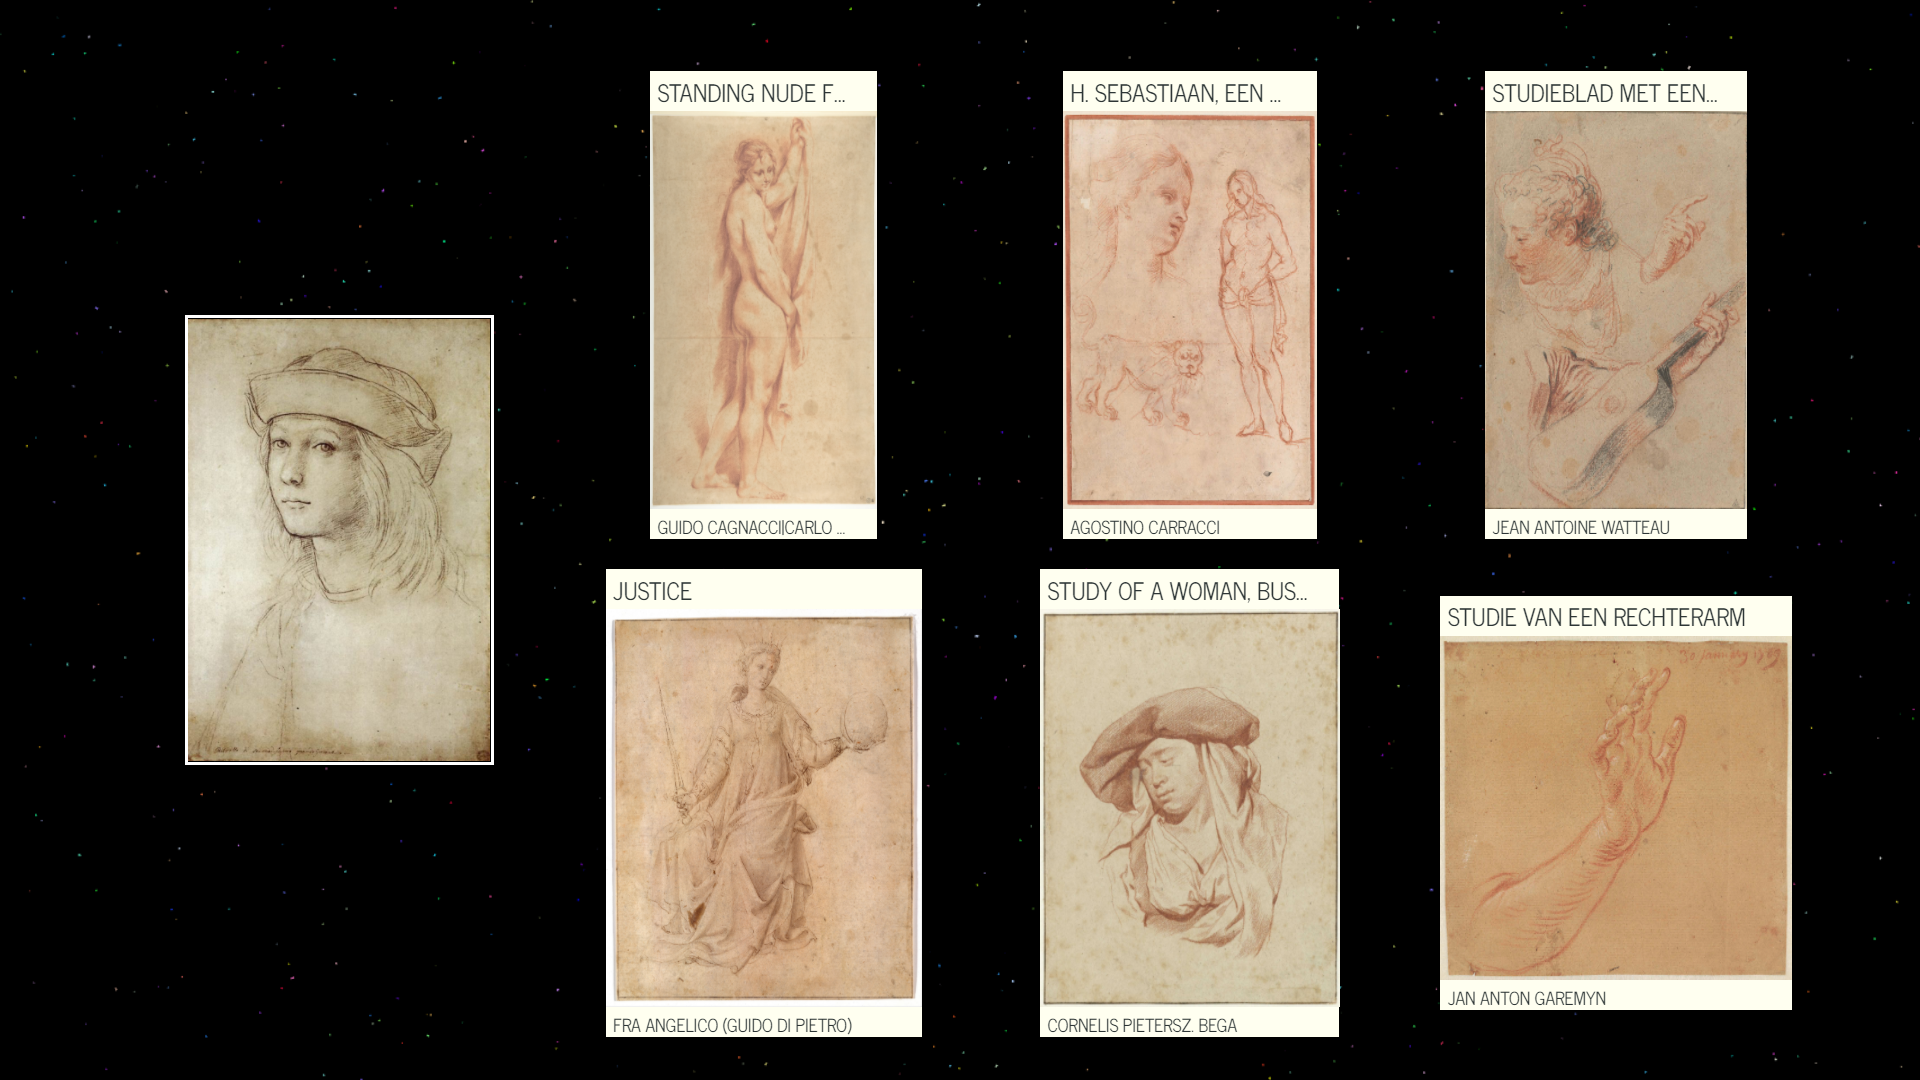 STANDING NUDE F...
GUIDO CAGNACCI|CARLO ...
H. SEBASTIAAN, EEN ...
AGOSTINO CARRACCI
STUDIEBLAD MET EEN...
JEAN ANTOINE WATTEAU
JUSTICE
FRA ANGELICO (GUIDO DI PIETRO)
STUDY OF A WOMAN, BUS...
CORNELIS PIETERSZ. BEGA
STUDIE VAN EEN RECHTERARM
JAN ANTON GAREMYN